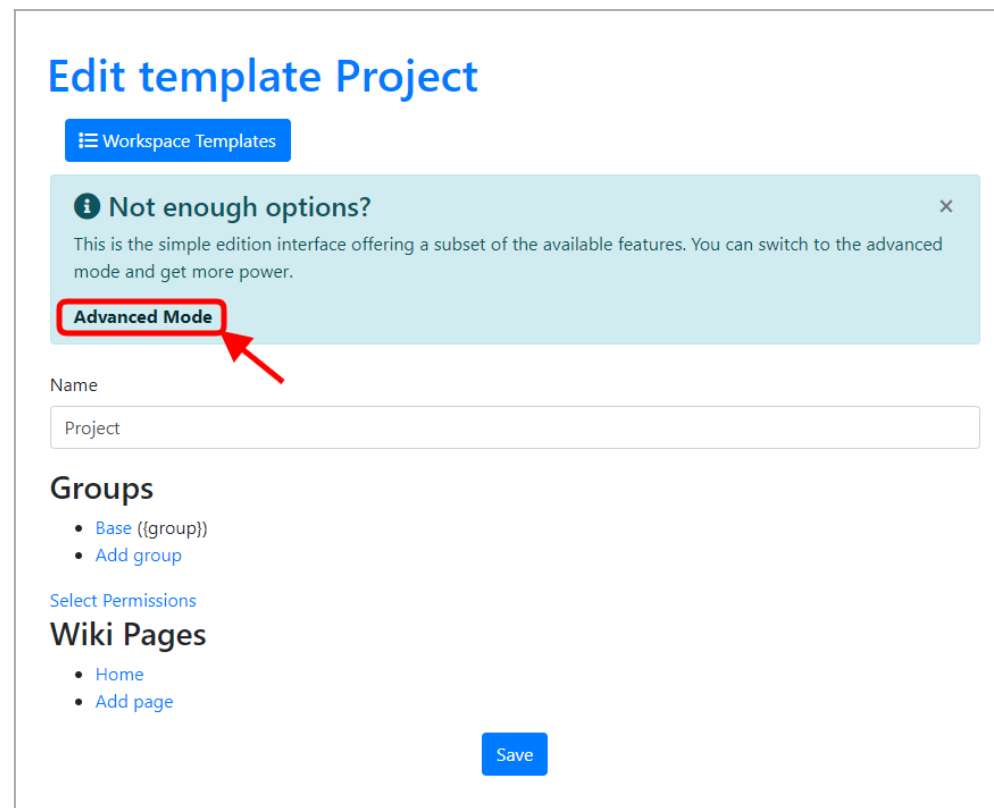 Edit template Project
Workspace Templates
Not enough options?
×
This is the simple edition interface offering a subset of the available features. You can switch to the advanced
mode and get more power.
Advanced Mode
Name
Project
Groups
Base ({group})
Add group
Select Permissions
Wiki Pages
Home
Add page
Save